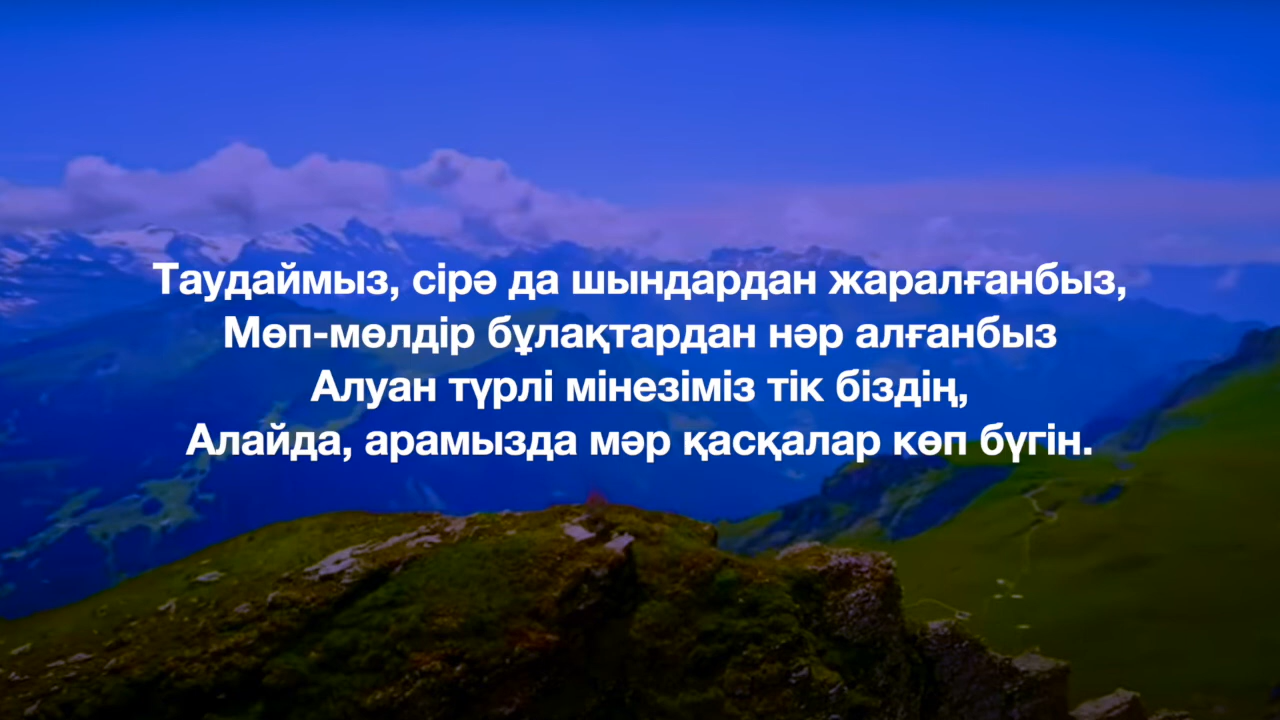 Таудаймыз, сірә да шындардан жаралғанбыз,
Мөп-мөлдір бұлақтардан нәр алғанбыз
Алуан түрлі мінезіміз тік біздің,
Алайда, арамызда мәр қасқалар көп бүгін.